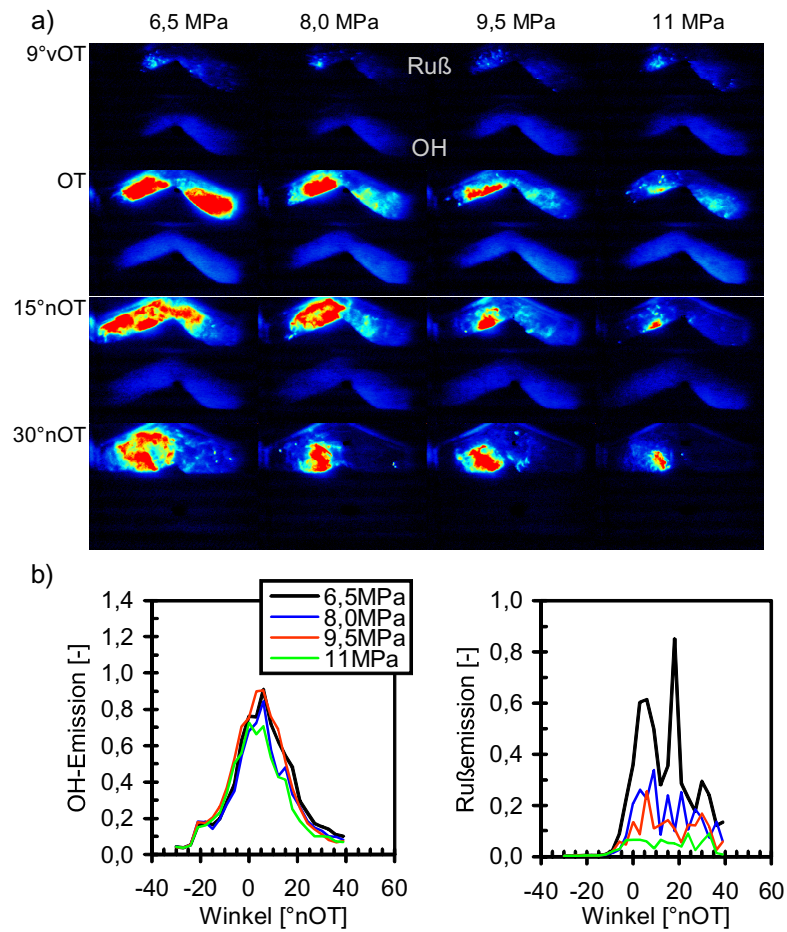 a) 6,5 MPa 8,0 MPa 9,5 MPa 11 MPa
9°vOT
Ruß
OH
OT
15°nOT
30°nOT
b)
6,5MPa
8,0MPa
9,5MPa
11MPa
OH-Emission [-]
1,4
1,2
1,0
0,8
0,6
0,4
0,2
0,0
-40 -20 0 20 40 60
Winkel [°nOT]
Rußemission [-]
1,0
0,8
0,6
0,4
0,2
0,0
-40 -20 0 20 40 60
Winkel [°nOT]